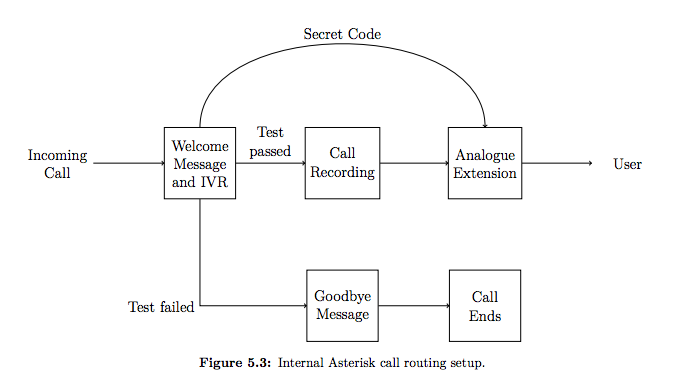 Secret Code
Incoming
Call
Welcome
Message
and IVR
Test
passed
Call
Recording
Analogue
Extension
User
Test failed
Goodbye
Message
Call
Ends
Figure 5.3: Internal Asterisk call routing setup.